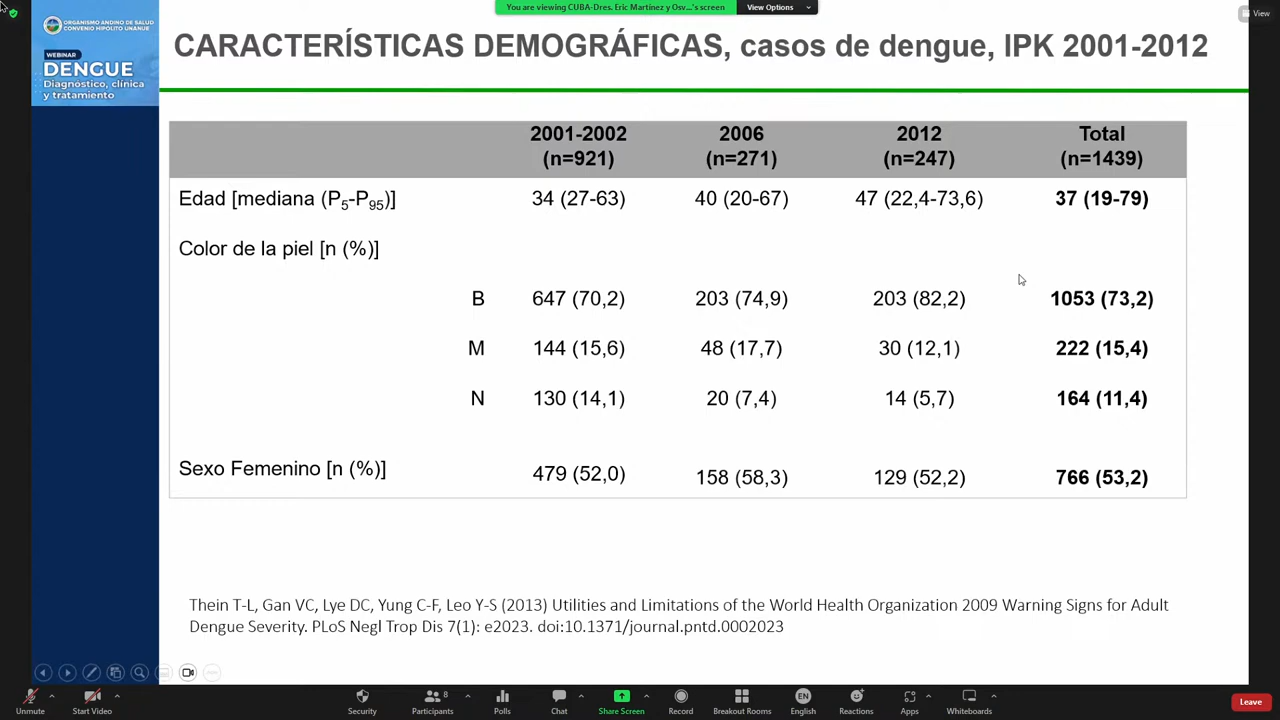 You are viewing CUBA-Dres. Eric Martinez y Osv...'s screen
View Options
View
ORGANISMO ANDINO DE SALUD
CONVENIO HIPÓLITO UNANUE
WEBINAR
DENGUE
Diagnóstico, clínica
y tratamiento
CARACTERÍSTICAS DEMOGRÁFICAS, casos de dengue, IPK 2001-2012
2001-2002 2006 2012 Total
(n=921) (n=271) (n=247) (n=1439)
Edad [mediana (P5-P95)] 34 (27-63) 40 (20-67) 47 (22,4-73,6) 37 (19-79)
Color de la piel [n (%)]
B 647 (70,2) 203 (74,9) 203 (82,2) 1053 (73,2)
M 144 (15,6) 48 (17,7) 30 (12,1) 222 (15,4)
N 130 (14,1) 20 (7,4) 14 (5,7) 164 (11,4)
Sexo Femenino [n (%)] 479 (52,0) 158 (58,3) 129 (52,2) 766 (53,2)
Thein T-L, Gan VC, Lye DC, Yung C-F, Leo Y-S (2013) Utilities and Limitations of the World Health Organization 2009 Warning Signs for Adult
Dengue Severity. PLoS Negl Trop Dis 7(1): e2023. doi:10.1371/journal.pntd.0002023
Unmute Start Video Security Participants 8 Polls Chat Share Screen Record Breakout Rooms EN English Reactions Apps Whiteboards Leave